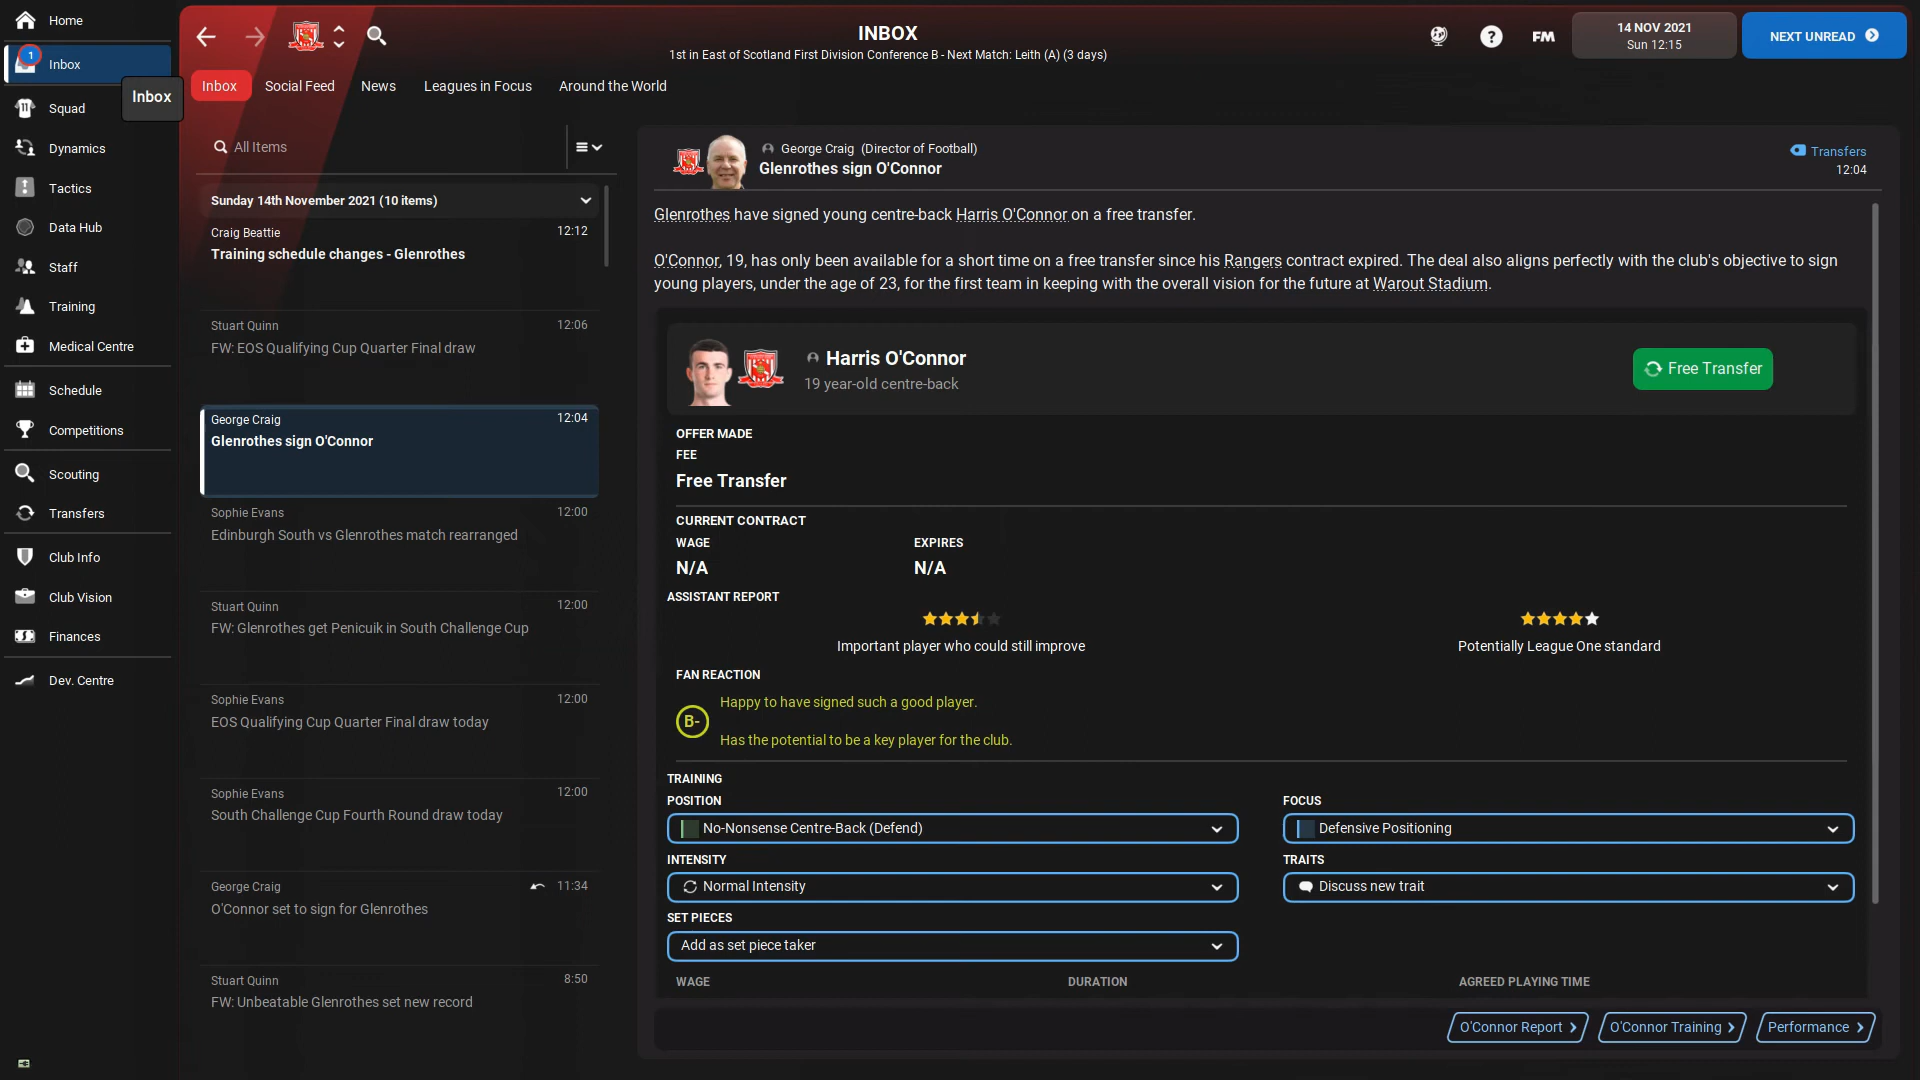 Home
1
Inbox
Inbox
Squad
Dynamics
Tactics
Data Hub
Staff
Training
Medical Centre
Schedule
Competitions
Scouting
Transfers
Club Info
Club Vision
Finances
Dev. Centre
INBOX
1st in East of Scotland First Division Conference B - Next Match: Leith (A) (3 days)
?
FM
14 NOV 2021
Sun 12:15
NEXT UNREAD
Inbox Social Feed News Leagues in Focus Around the World
All Items
Sunday 14th November 2021 (10 items)
Craig Beattie 12:12
Training schedule changes - Glenrothes
Stuart Quinn 12:06
FW: EOS Qualifying Cup Quarter Final draw
George Craig 12:04
Glenrothes sign O'Connor
Sophie Evans 12:00
Edinburgh South vs Glenrothes match rearranged
Stuart Quinn 12:00
FW: Glenrothes get Penicuik in South Challenge Cup
Sophie Evans 12:00
EOS Qualifying Cup Quarter Final draw today
Sophie Evans 12:00
South Challenge Cup Fourth Round draw today
George Craig 11:34
O'Connor set to sign for Glenrothes
Stuart Quinn 8:50
FW: Unbeatable Glenrothes set new record
George Craig (Director of Football)
Glenrothes sign O'Connor
Transfers
12:04
Glenrothes have signed young centre-back Harris O'Connor on a free transfer.
O'Connor, 19, has only been available for a short time on a free transfer since his Rangers contract expired. The deal also aligns perfectly with the club's objective to sign
young players, under the age of 23, for the first team in keeping with the overall vision for the future at Warout Stadium.
Harris O'Connor
19 year-old centre-back
Free Transfer
OFFER MADE
FEE
Free Transfer
CURRENT CONTRACT
WAGE EXPIRES
N/A N/A
ASSISTANT REPORT
Important player who could still improve Potentially League One standard
FAN REACTION
B-
Happy to have signed such a good player.
Has the potential to be a key player for the club.
TRAINING
POSITION FOCUS
No-Nonsense Centre-Back (Defend) Defensive Positioning
INTENSITY TRAITS
Normal Intensity Discuss new trait
SET PIECES
Add as set piece taker
WAGE DURATION AGREED PLAYING TIME
O'Connor Report O'Connor Training Performance